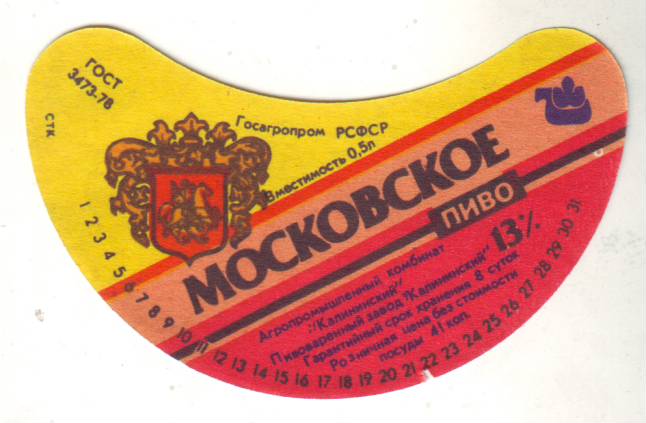 ГОСТ
3473-78
СТК
Госагропром РСФСР
Вместимость 0,5л
МОСКОВСКОЕ
ПИВО
13%
Агропромышленный комбинат
"Калининский"
Пивоваренный завод "Калининский"
Гарантийный срок хранения 8 суток
Розничная цена без стоимости
посуды 41 коп.
1 2 3 4 5 6 7 8 9 10 11 12 13 14 15 16 17 18 19 20 21 22 23 24 25 26 27 28 29 30 31